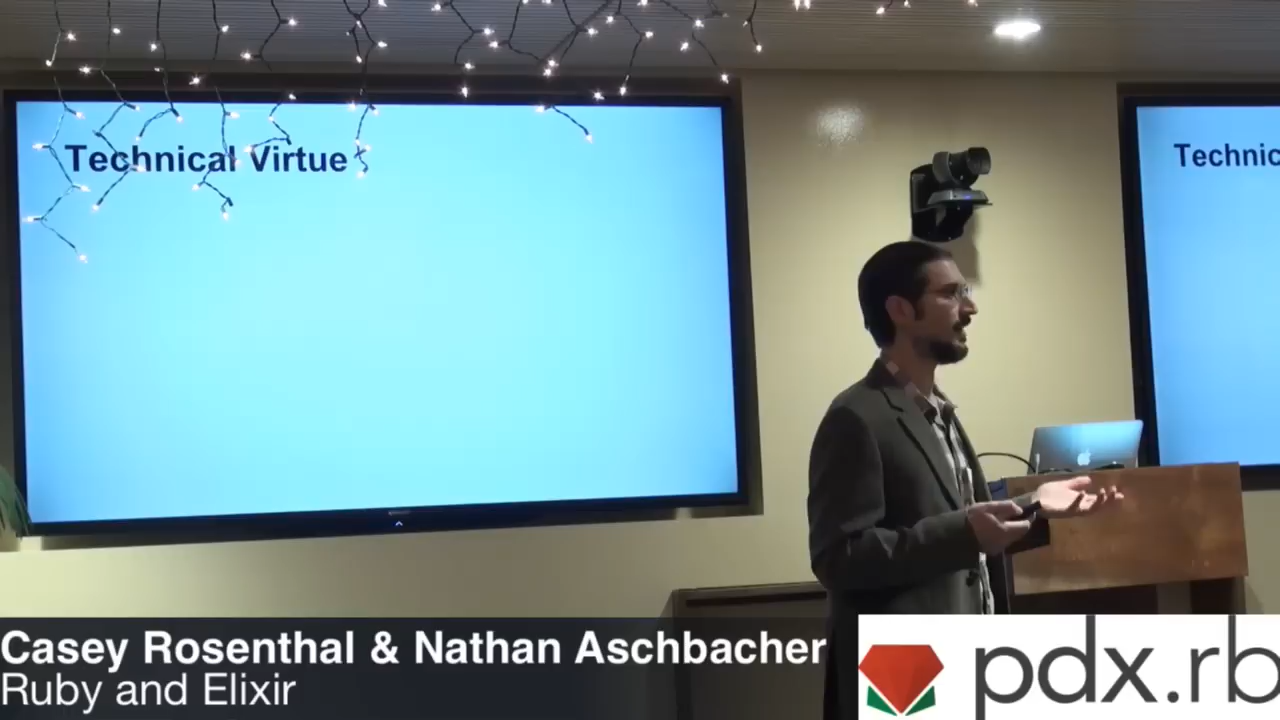 Technical Virtue
Technic
Casey Rosenthal & Nathan Aschbacher
Ruby and Elixir
pdx.rb